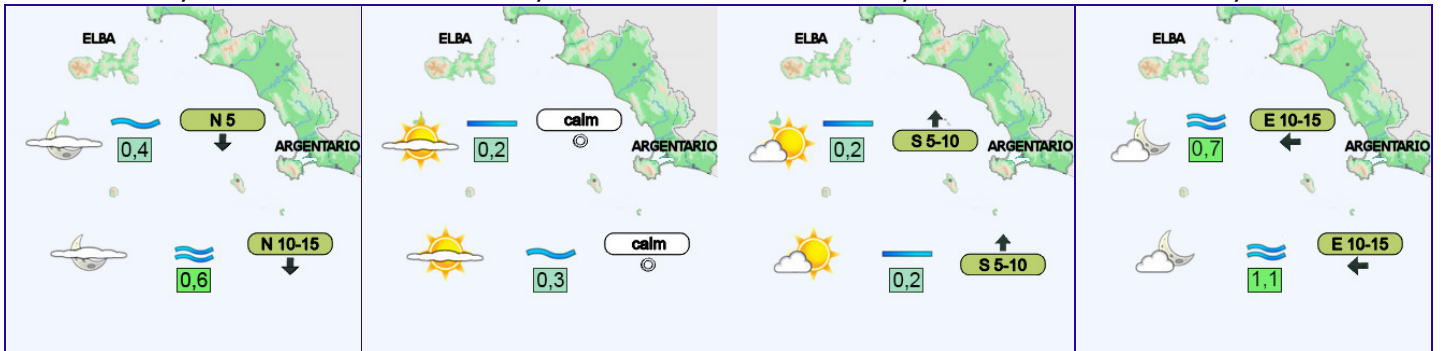 ELBA
N 5
0,4
ARGENTARIO
N 10-15
0,6
ELBA
calm
0,2
ARGENTARIO
calm
0,3
ELBA
S 5-10
0,2
ARGENTARIO
S 5-10
0,2
ELBA
E 10-15
0,7
ARGENTARIO
E 10-15
1,1